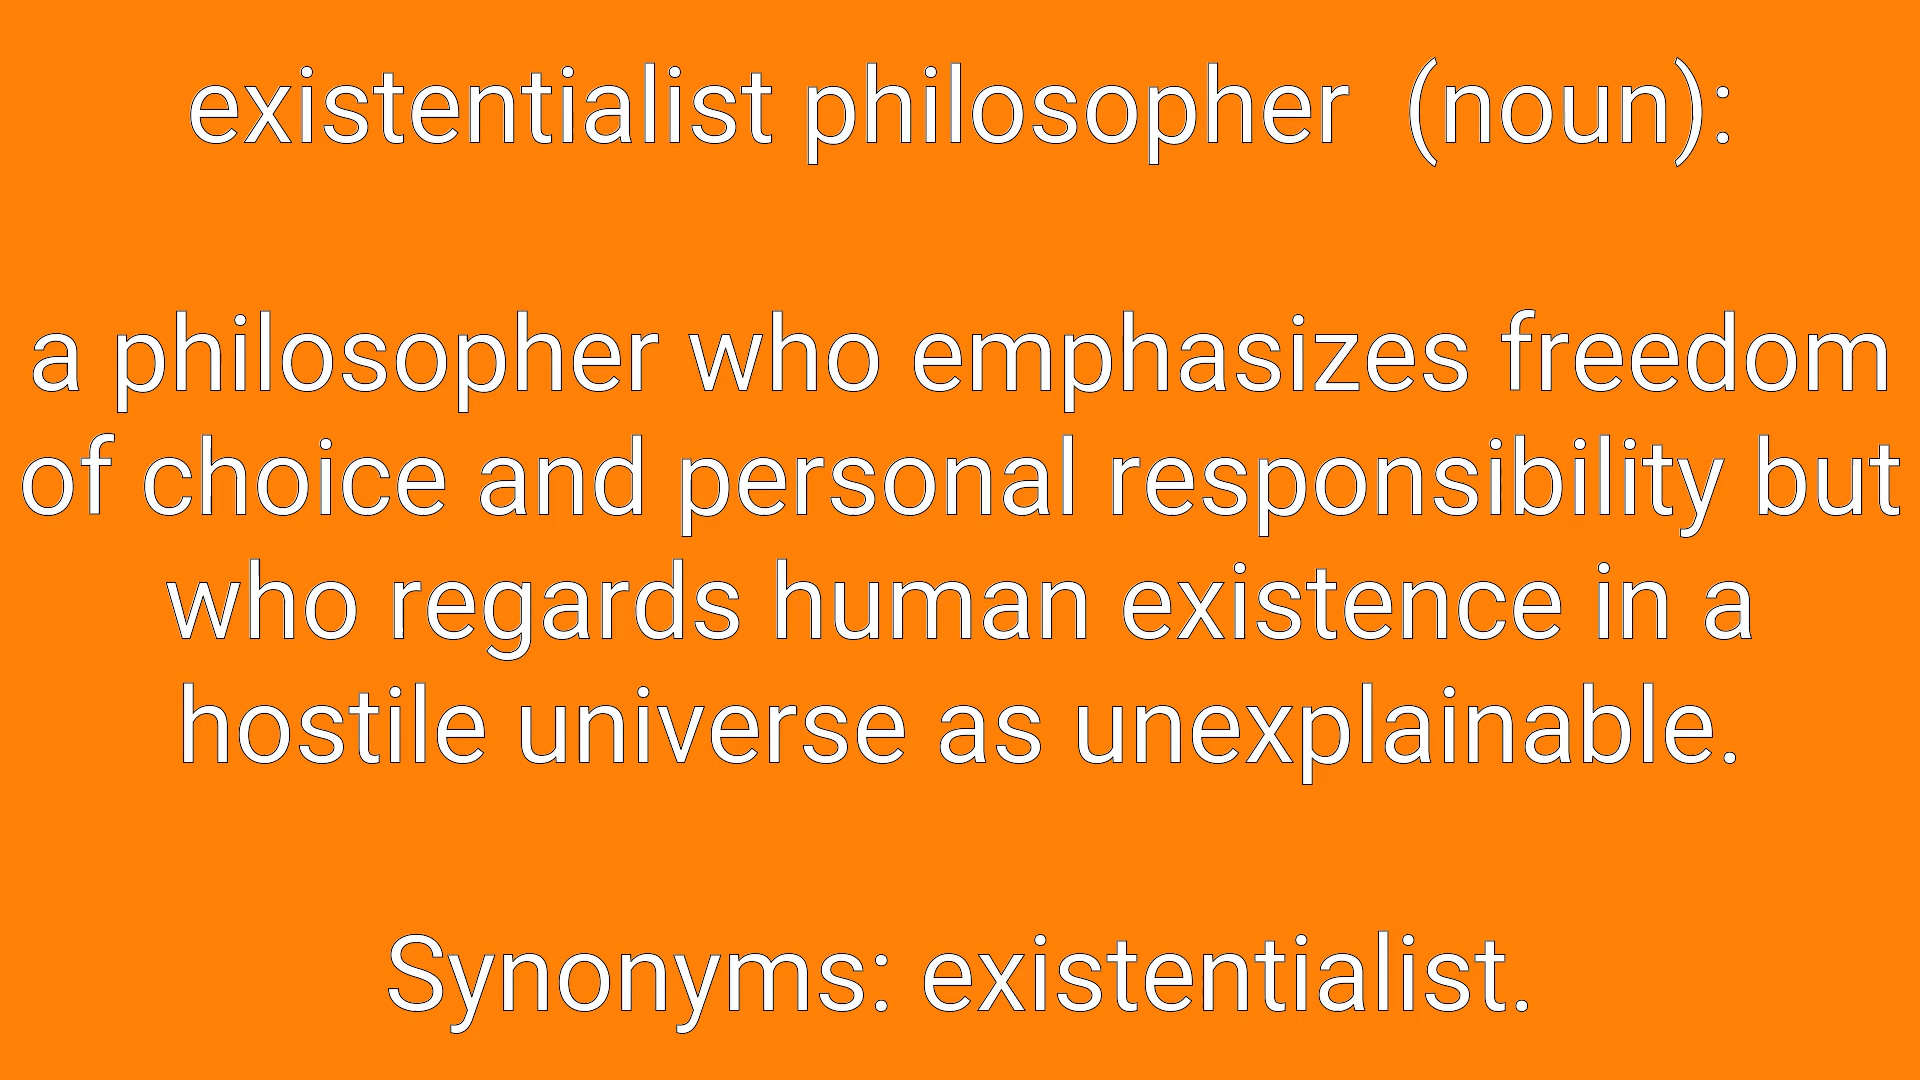 existentialist philosopher  (noun):
a philosopher who emphasizes freedom
of choice and personal responsibility but
who regards human existence in a
hostile universe as unexplainable.
Synonyms: existentialist.